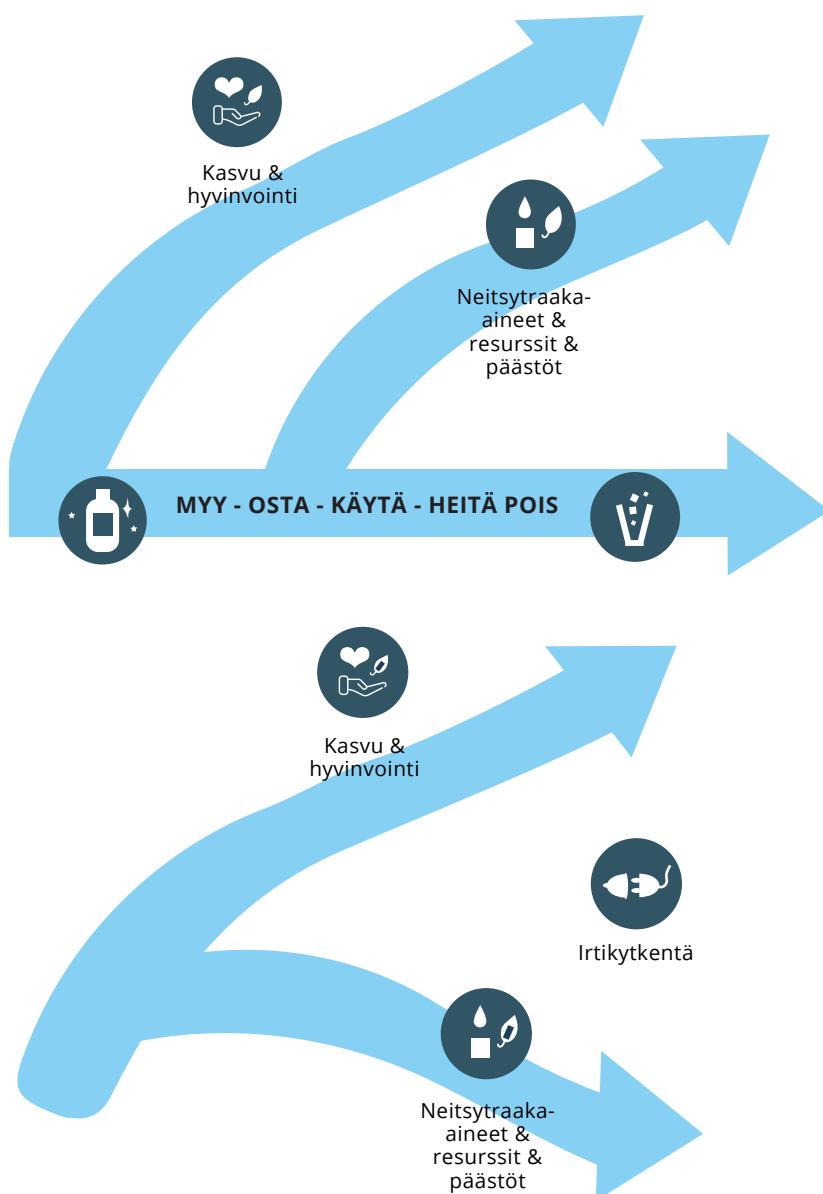 Kasvu &
hyvinvointi
Neitsytraaka-
aineet &
resurssit &
päästöt
MYY - OSTA - KÄYTÄ - HEITÄ POIS
Kasvu &
hyvinvointi
Irtikytkentä
Neitsytraaka-
aineet &
resurssit &
päästöt